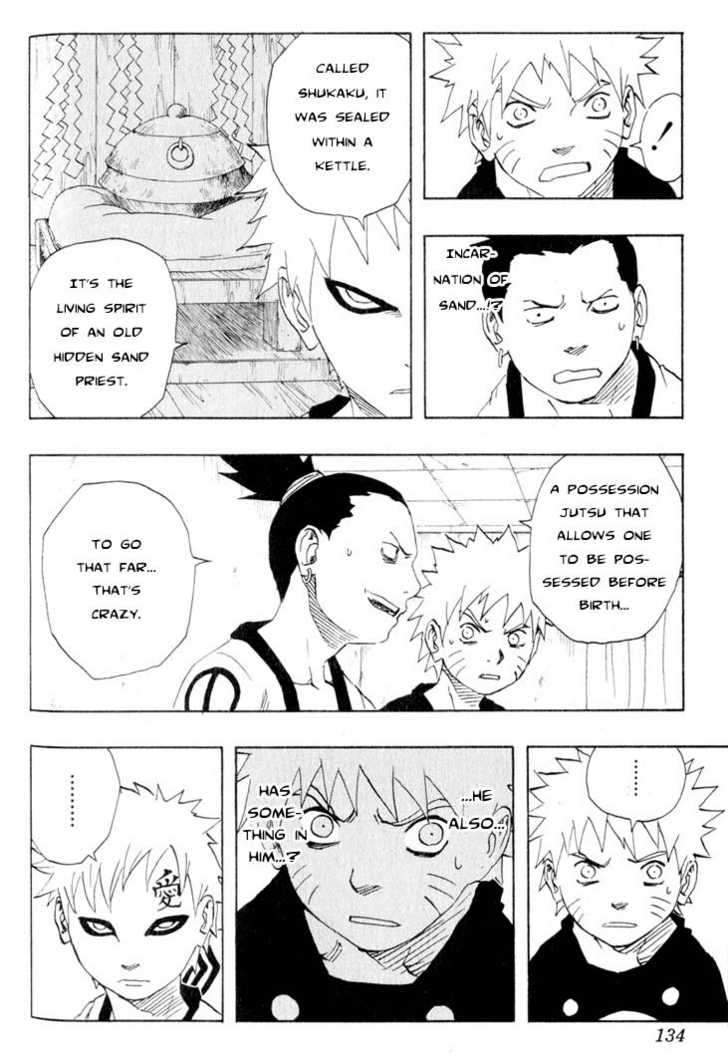 !
INCAR-
NATION OF
SAND...!?
CALLED
SHUKAKU, IT
WAS SEALED
WITHIN A
KETTLE.
IT'S THE
LIVING SPIRIT
OF AN OLD
HIDDEN SAND
PRIEST.
A POSSESSION
JUTSU THAT
ALLOWS ONE
TO BE POS-
SESSED BEFORE
BIRTH...
TO GO
THAT FAR...
THAT'S
CRAZY.
......
...HE
ALSO...
HAS
SOME-
THING IN
HIM...?
愛
......
134